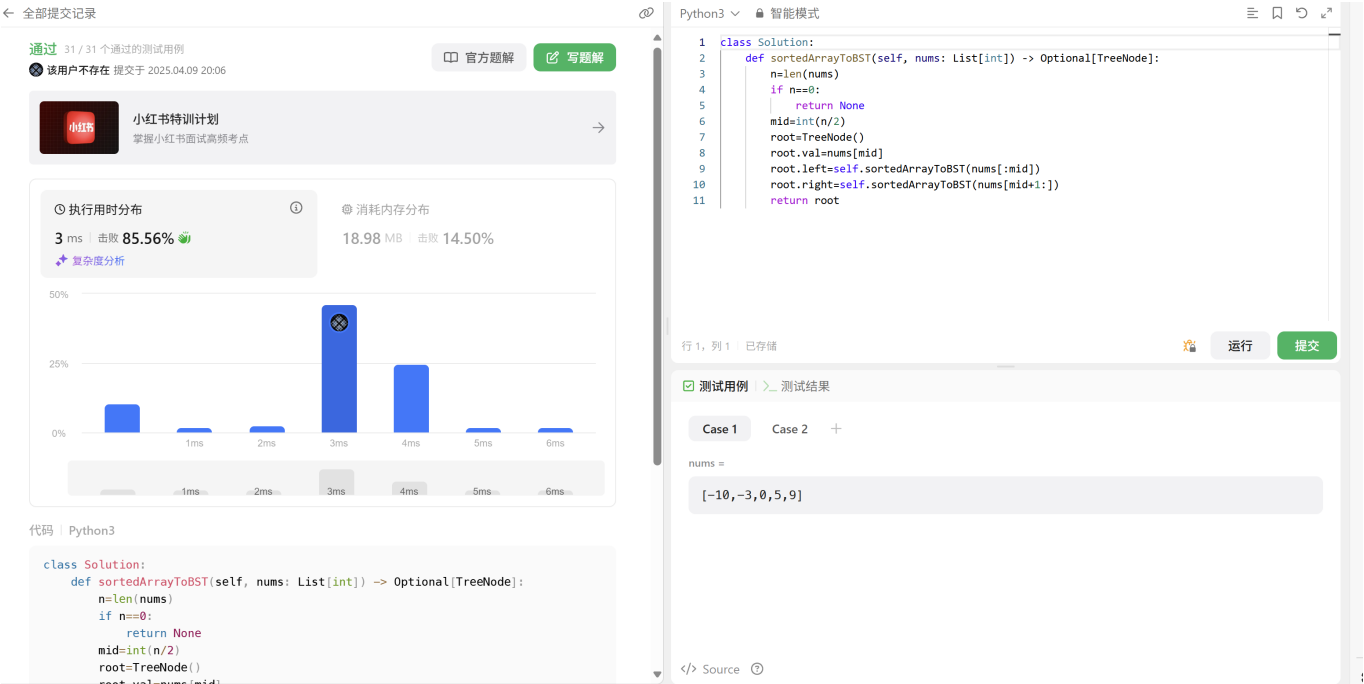 全部提交记录
通过 31 / 31 个通过的测试用例
该用户不存在 提交于 2025.04.09 20:06
官方题解
写题解
小红书
小红书特训计划
掌握小红书面试高频考点
执行用时分布
3 ms 击败 85.56%
复杂度分析
消耗内存分布
18.98 MB 击败 14.50%
50%
25%
0%
1ms 2ms 3ms 4ms 5ms 6ms
1ms 2ms 3ms 4ms 5ms 6ms
代码 Python3
class Solution:
    def sortedArrayToBST(self, nums: List[int]) -> Optional[TreeNode]:
        n=len(nums)
        if n==0:
            return None
        mid=int(n/2)
        root=TreeNode()
        root.val=nums[mid]
Python3 智能模式
1 class Solution:
2     def sortedArrayToBST(self, nums: List[int]) -> Optional[TreeNode]:
3         n=len(nums)
4         if n==0:
5             return None
6         mid=int(n/2)
7         root=TreeNode()
8         root.val=nums[mid]
9         root.left=self.sortedArrayToBST(nums[:mid])
10         root.right=self.sortedArrayToBST(nums[mid+1:])
11         return root
行 1，列 1 已存储
运行
提交
测试用例 >_ 测试结果
Case 1 Case 2 +
nums =
[-10,-3,0,5,9]
</> Source ?